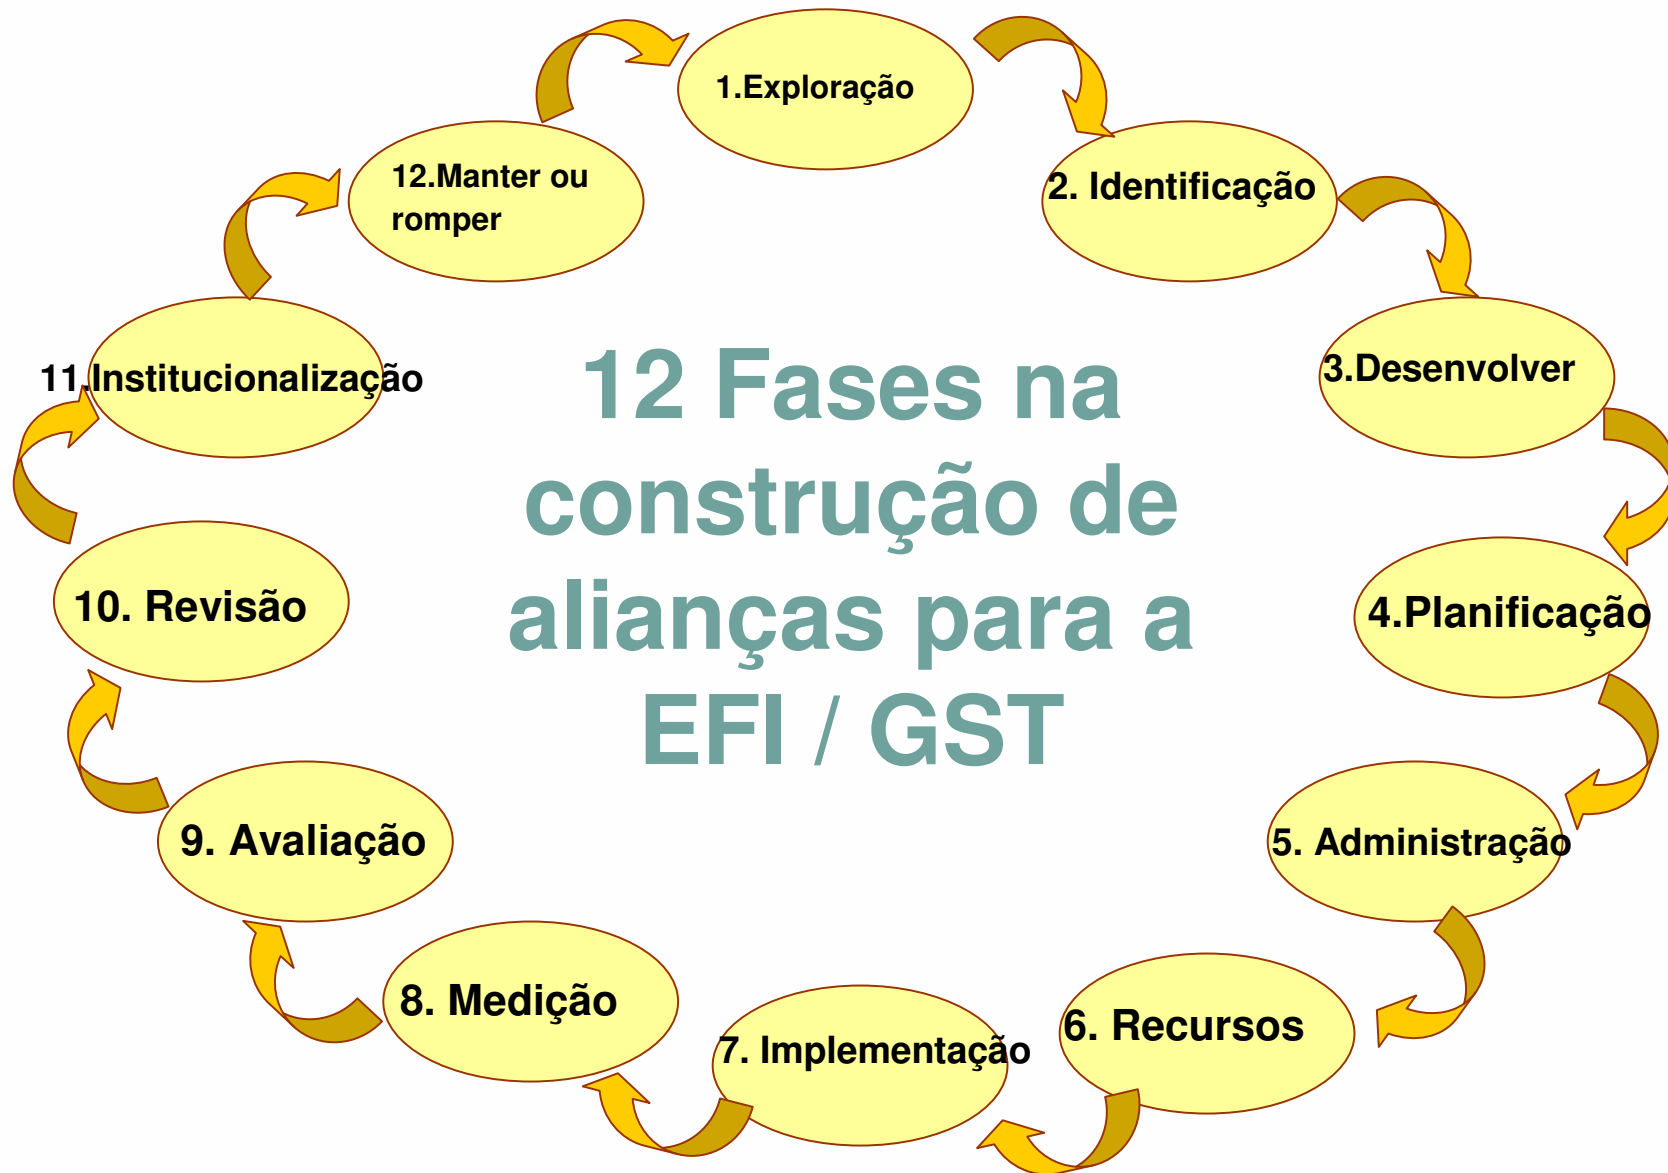 12 Fases na
construção de
alianças para a
EFI / GST
1.Exploração
2. Identificação
3.Desenvolver
4.Planificação
5. Administração
6. Recursos
7. Implementação
8. Medição
9. Avaliação
10. Revisão
11.Institucionalização
12.Manter ou
romper